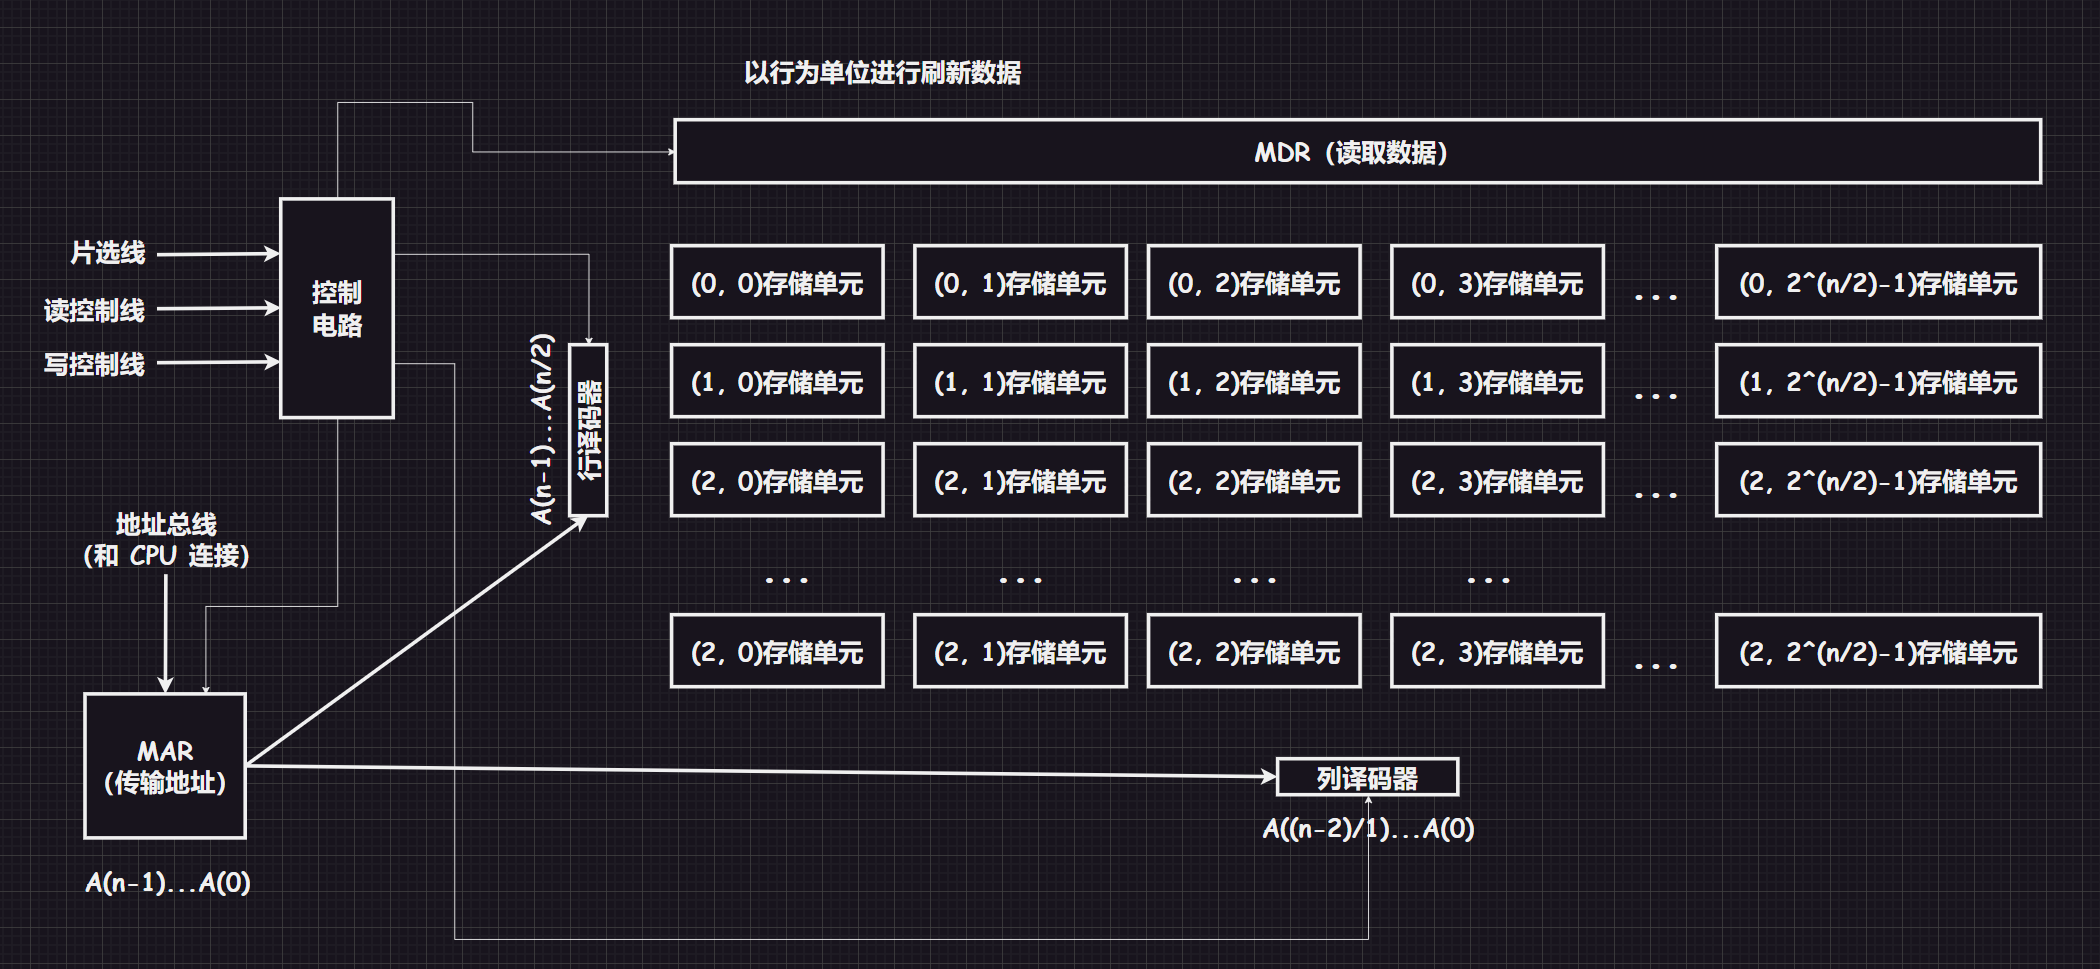 以行为单位进行刷新数据
MDR（读取数据）
片选线
读控制线
写控制线
控制
电路
(0, 0)存储单元
(0, 1)存储单元
(0, 2)存储单元
(0, 3)存储单元
...
(0, 2^(n/2)-1)存储单元
A(n-1)...A(n/2)
行译码器
(1, 0)存储单元
(1, 1)存储单元
(1, 2)存储单元
(1, 3)存储单元
...
(1, 2^(n/2)-1)存储单元
(2, 0)存储单元
(2, 1)存储单元
(2, 2)存储单元
(2, 3)存储单元
...
(2, 2^(n/2)-1)存储单元
地址总线
（和 CPU 连接）
...
...
...
...
(2, 0)存储单元
(2, 1)存储单元
(2, 2)存储单元
(2, 3)存储单元
...
(2, 2^(n/2)-1)存储单元
MAR
（传输地址）
列译码器
A((n-2)/1)...A(0)
A(n-1)...A(0)